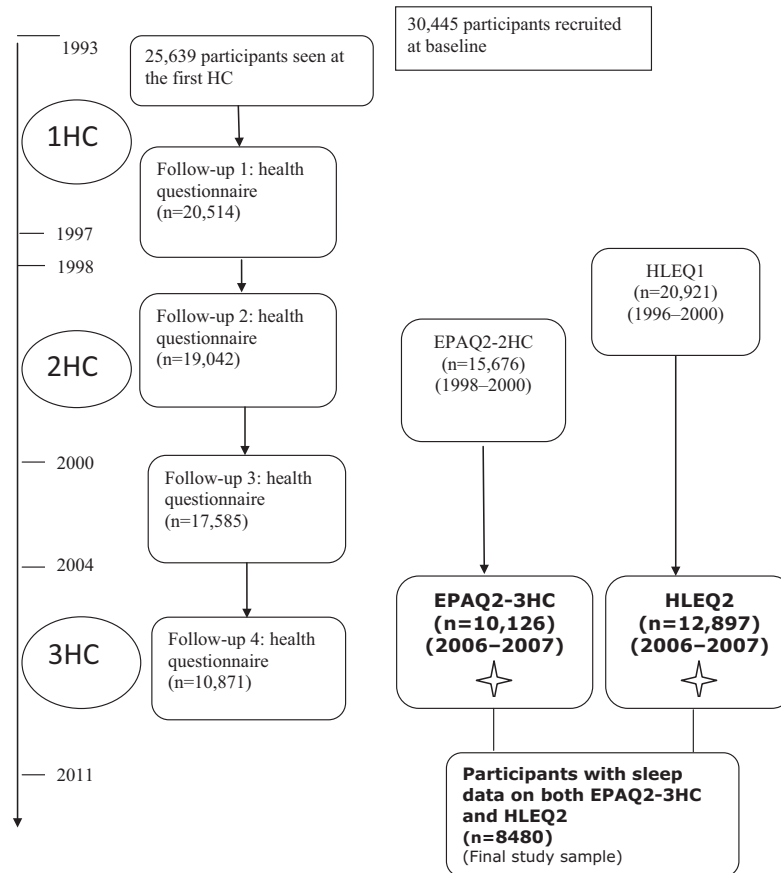 30,445 participants recruited
at baseline
1993
25,639 participants seen at
the first HC
1HC
Follow-up 1: health
questionnaire
(n=20,514)
1997
1998
HLEQ1
(n=20,921)
(1996–2000)
Follow-up 2: health
questionnaire
(n=19,042)
EPAQ2-2HC
(n=15,676)
(1998–2000)
2HC
2000
Follow-up 3: health
questionnaire
(n=17,585)
2004
EPAQ2-3HC
(n=10,126)
(2006–2007)
HLEQ2
(n=12,897)
(2006–2007)
3HC
Follow-up 4: health
questionnaire
(n=10,871)
2011
Participants with sleep
data on both EPAQ2-3HC
and HLEQ2
(n=8480)
(Final study sample)